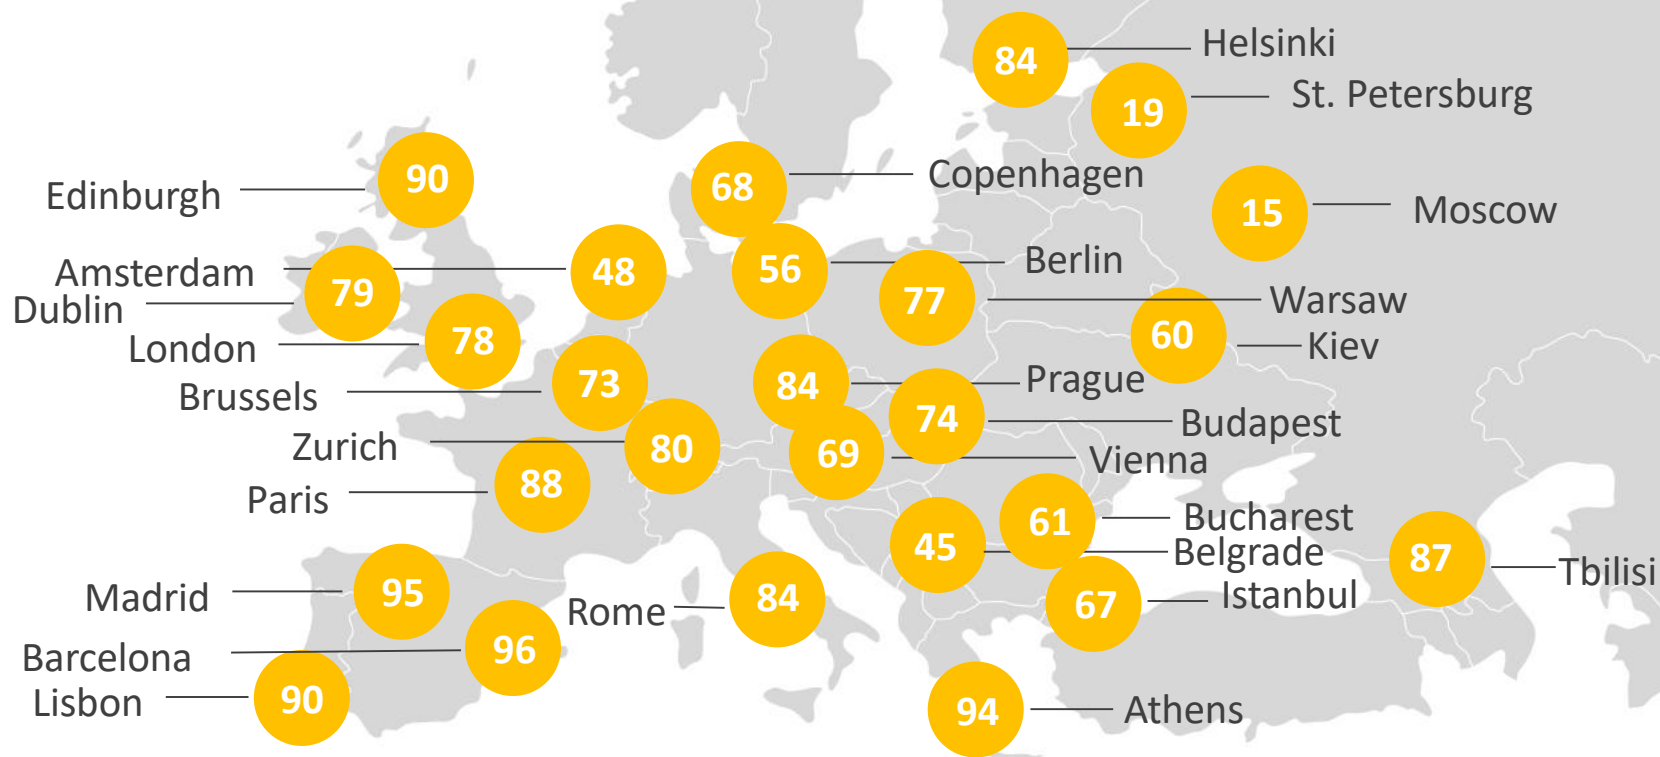 84 Helsinki
19 St. Petersburg
Edinburgh 90
68 Copenhagen
15 Moscow
Amsterdam 48
56 Berlin
Dublin 79
77 Warsaw
London 78
60 Kiev
Brussels 73
84 Prague
74 Budapest
Zurich 80
69 Vienna
Paris 88
61 Bucharest
45 Belgrade
87 Tbilisi
Madrid 95
Rome 84
67 Istanbul
Barcelona 96
Lisbon 90
94 Athens